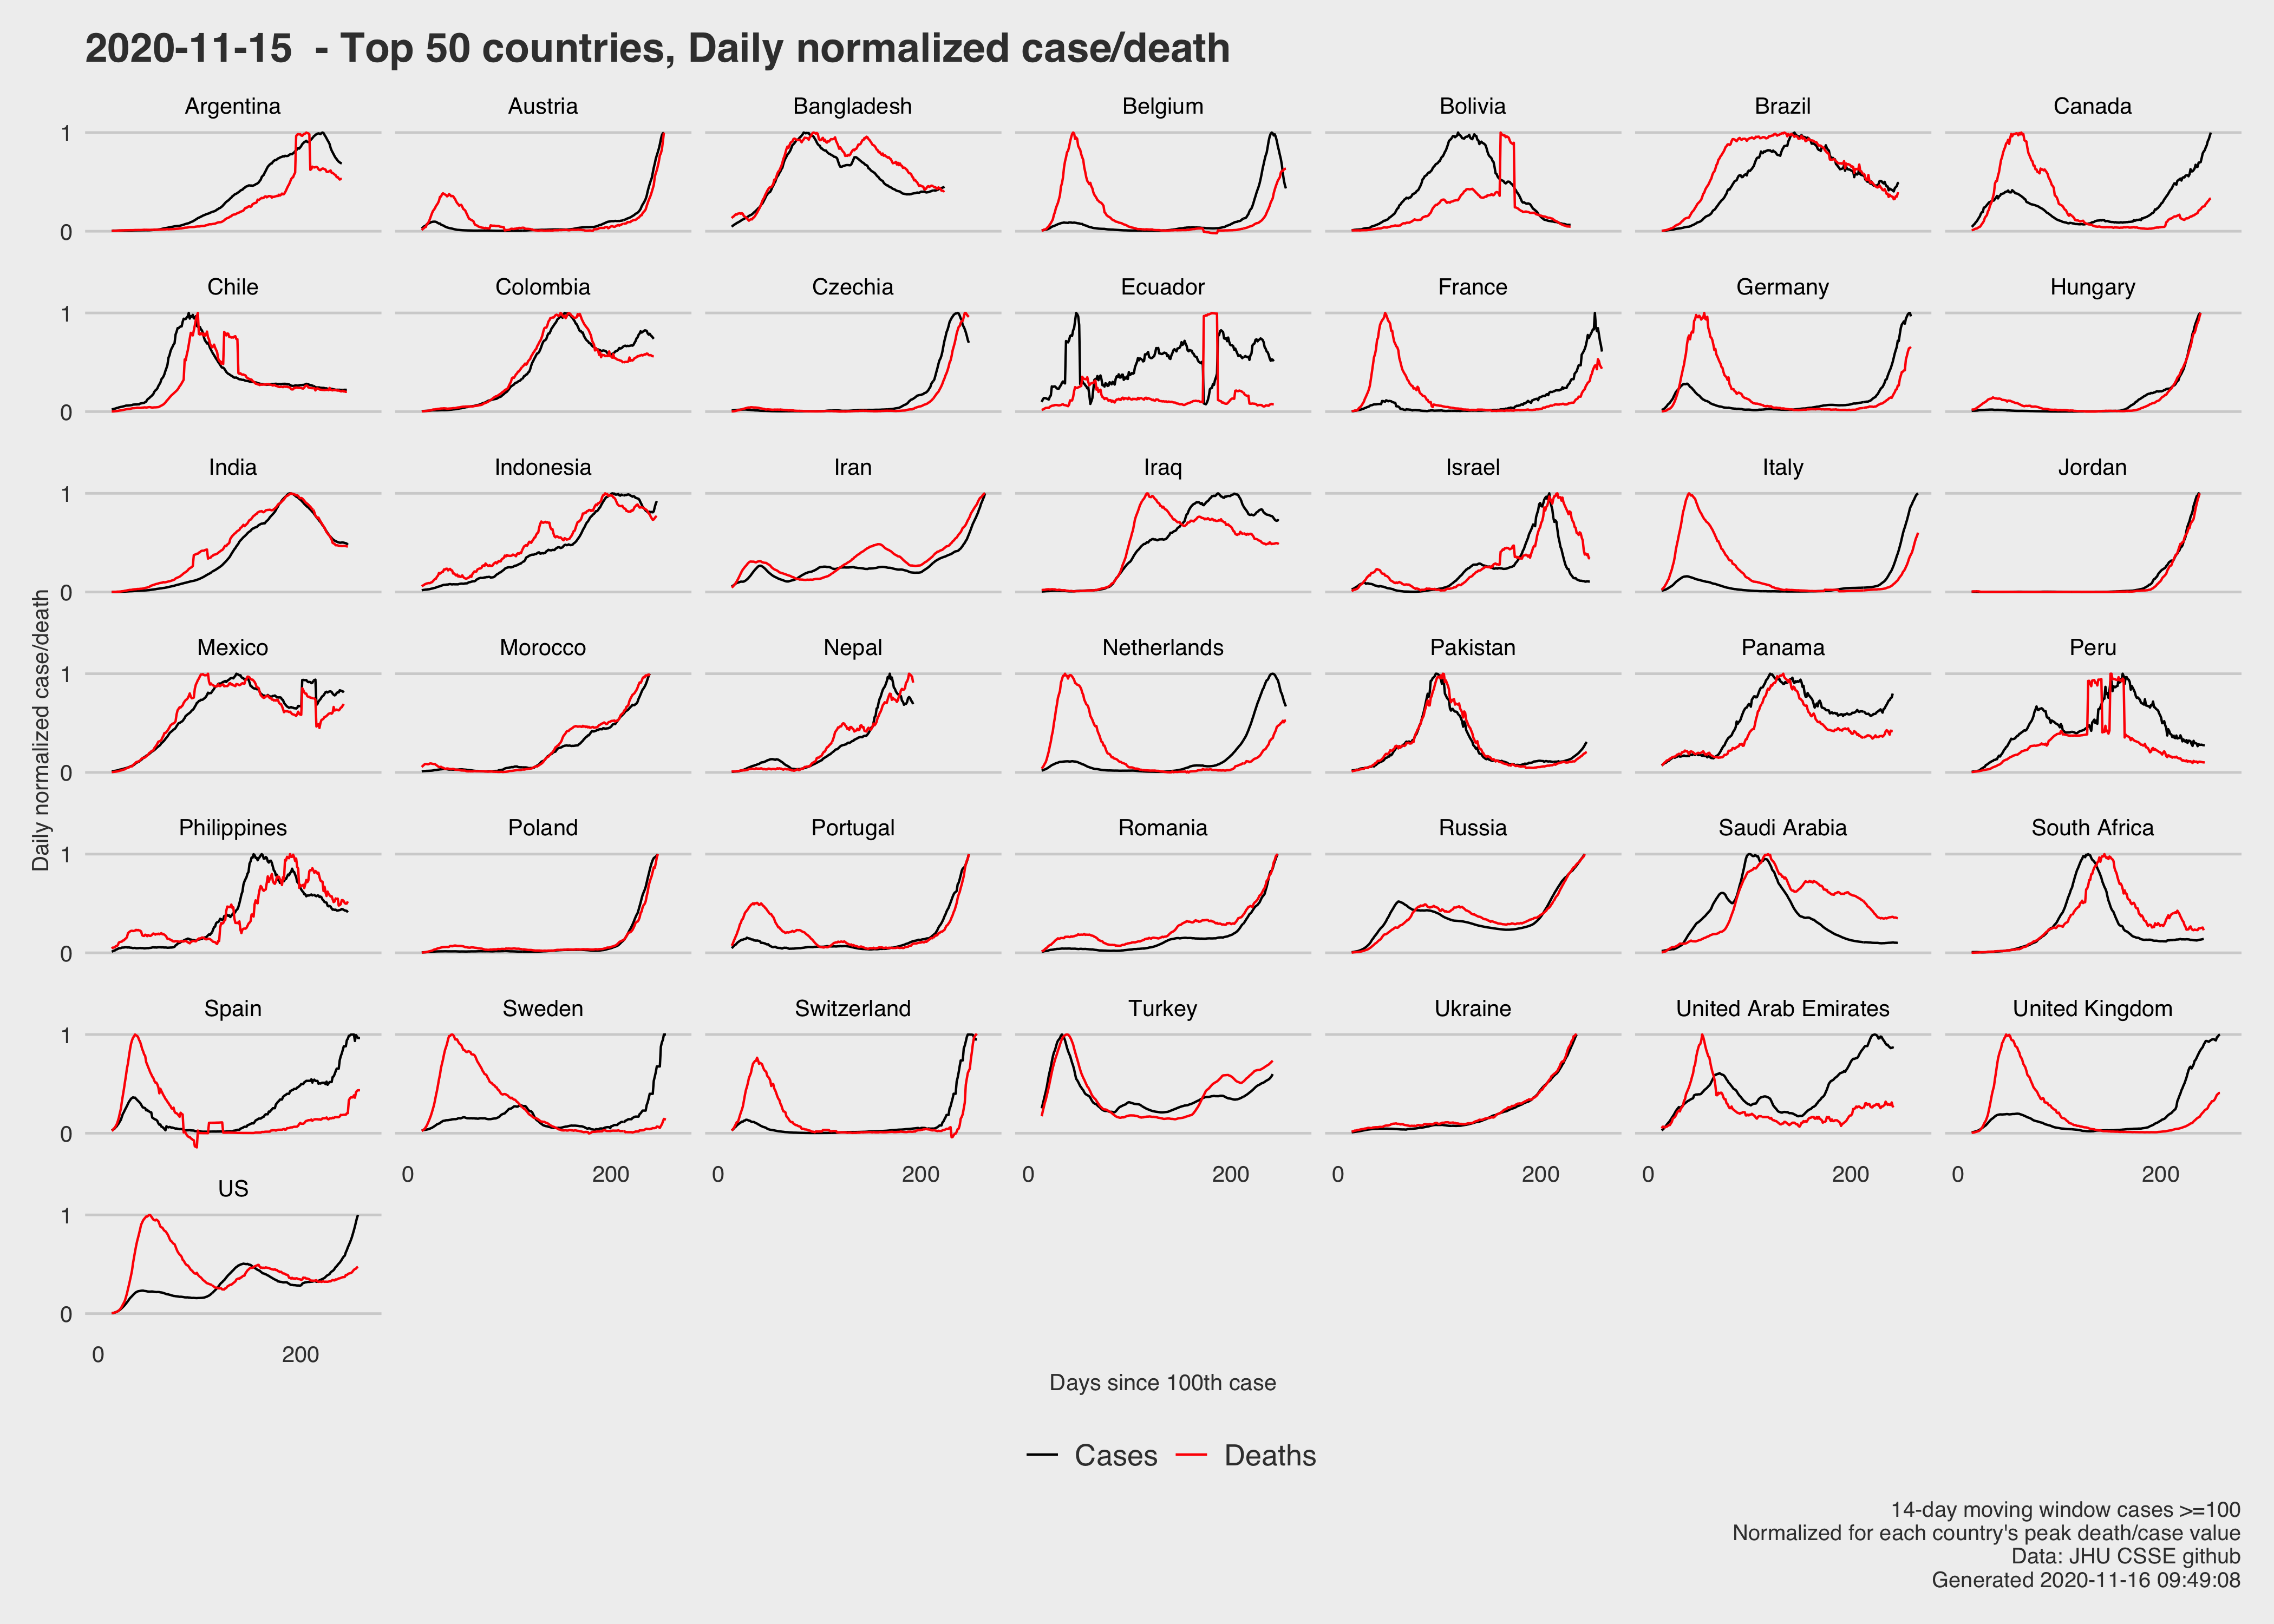 2020-11-15  - Top 50 countries, Daily normalized case/death
Argentina Austria Bangladesh Belgium Bolivia Brazil Canada
1
0
Chile Colombia Czechia Ecuador France Germany Hungary
1
0
India Indonesia Iran Iraq Israel Italy Jordan
1
0
Daily normalized case/death
Mexico Morocco Nepal Netherlands Pakistan Panama Peru
1
0
Philippines Poland Portugal Romania Russia Saudi Arabia South Africa
1
0
Spain Sweden Switzerland Turkey Ukraine United Arab Emirates United Kingdom
1
0
0 200 0 200 0 200 0 200 0 200 0 200
US
1
0
0 200
Days since 100th case
Cases Deaths
14-day moving window cases >=100
Normalized for each country's peak death/case value
Data: JHU CSSE github
Generated 2020-11-16 09:49:08